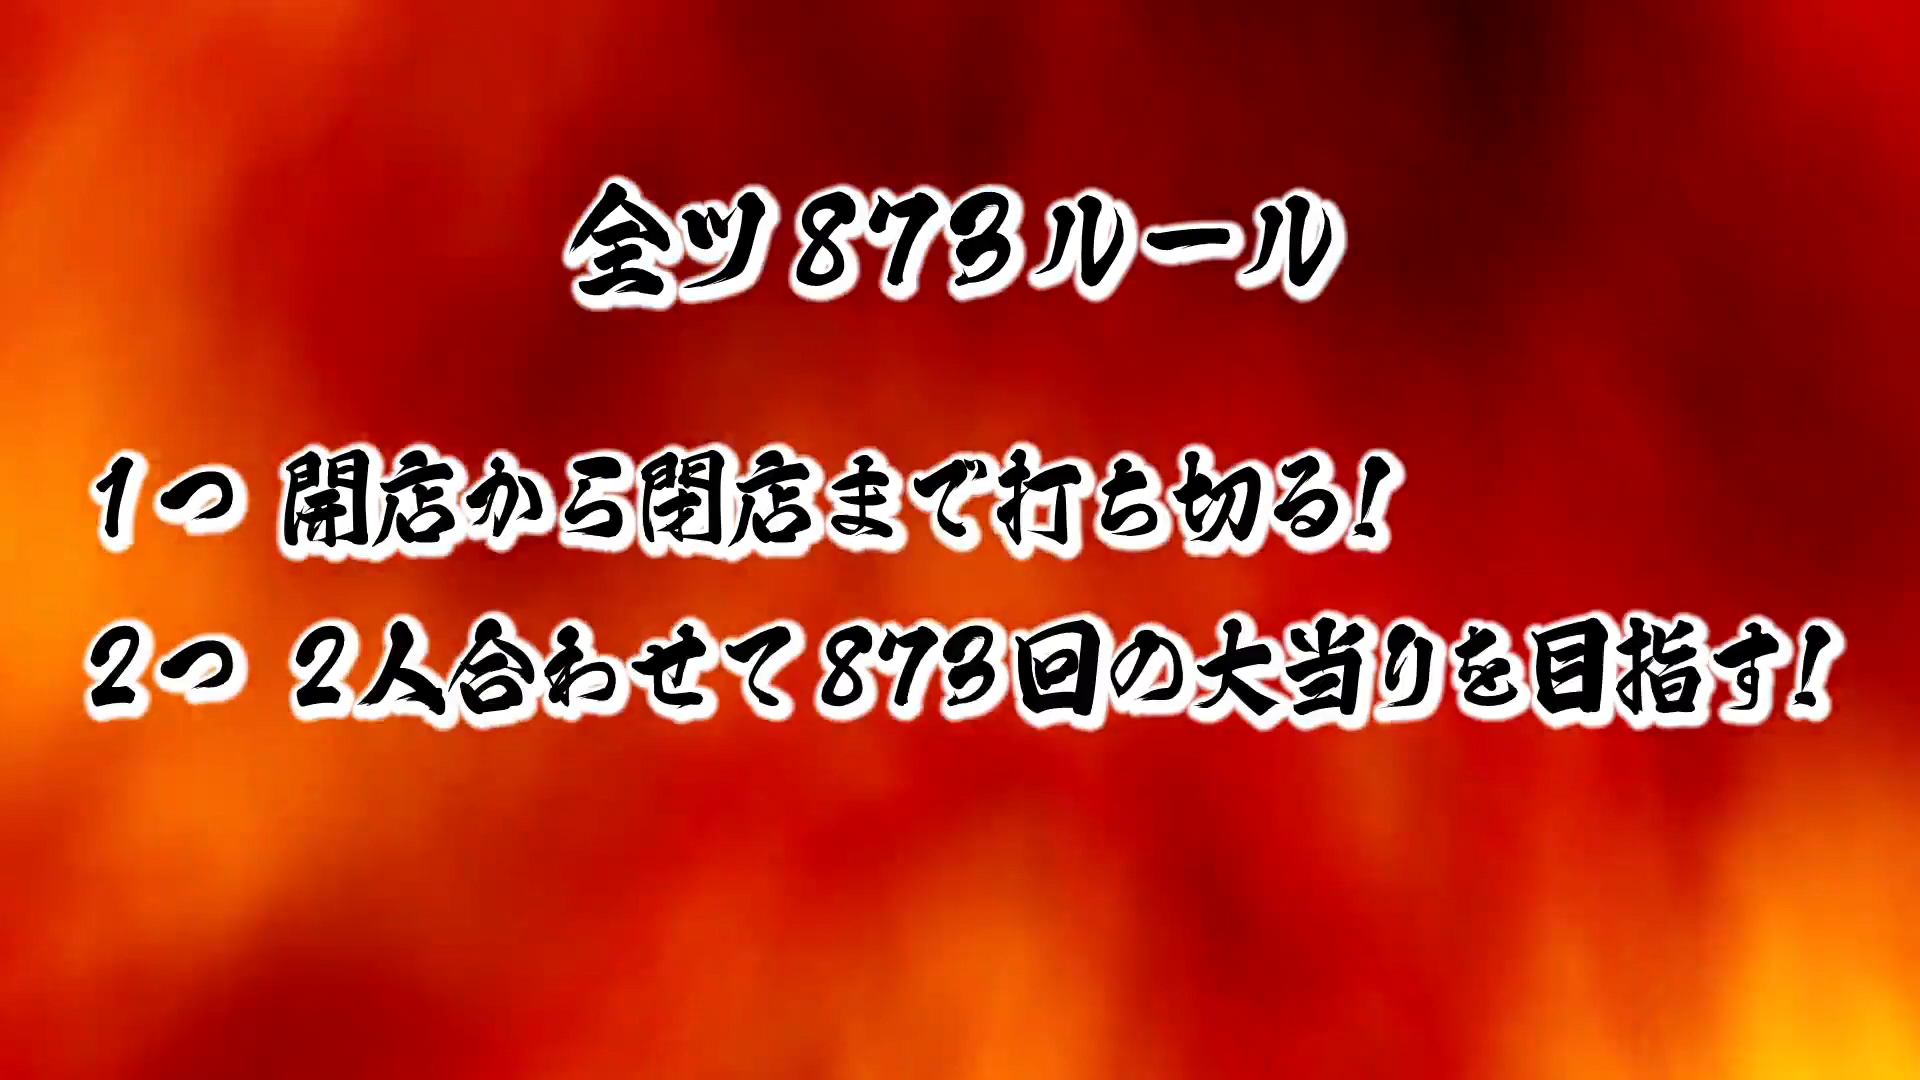 全ツ873ルール
1つ 開店から閉店まで打ち切る!
2つ 2人合わせて873回の大当りを目指す!